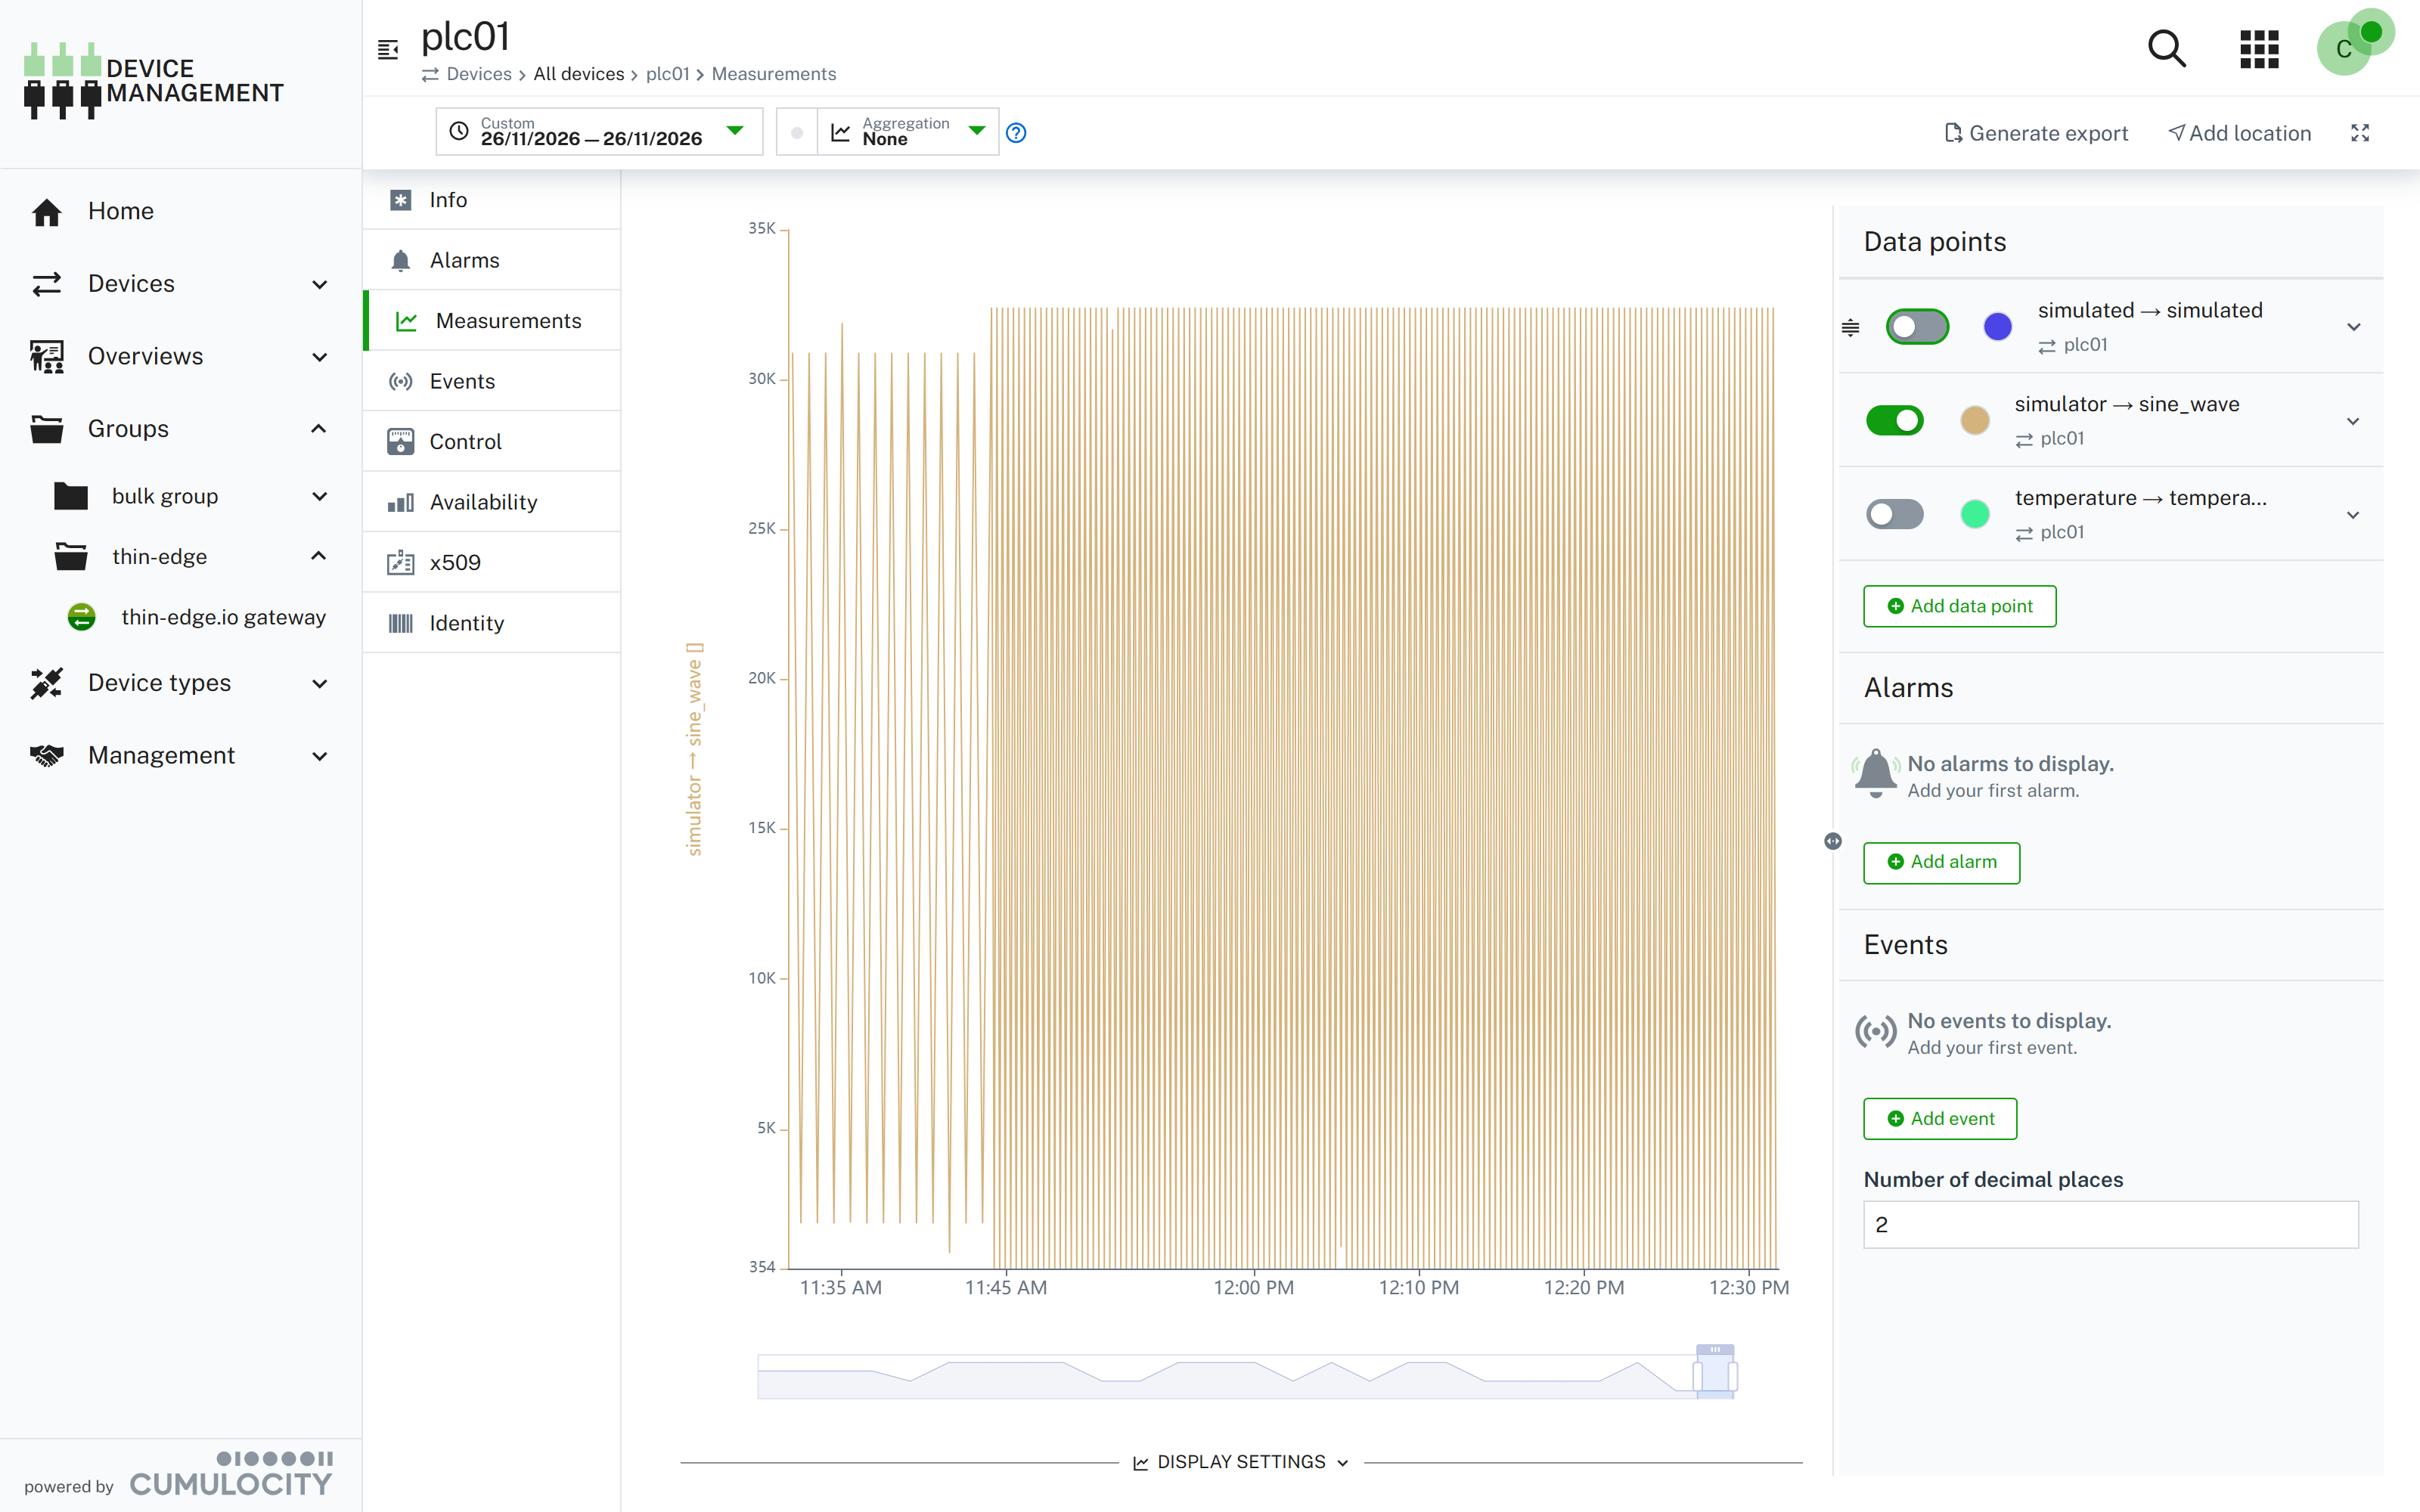 DEVICE
MANAGEMENT
Home
Devices
Overviews
Groups
bulk group
thin-edge
thin-edge.io gateway
Device types
Management
powered by
CUMULOCITY
plc01
Devices › All devices › plc01 › Measurements
C
Custom
26/11/2026 — 26/11/2026
Aggregation
None
?
Generate export
Add location
Info
Alarms
Measurements
Events
Control
Availability
x509
Identity
simulator → sine_wave []
35K
30K
25K
20K
15K
10K
5K
354
11:35 AM
11:45 AM
12:00 PM
12:10 PM
12:20 PM
12:30 PM
DISPLAY SETTINGS
Data points
simulated → simulated
plc01
simulator → sine_wave
plc01
temperature → tempera...
plc01
Add data point
Alarms
No alarms to display.
Add your first alarm.
Add alarm
Events
No events to display.
Add your first event.
Add event
Number of decimal places
2